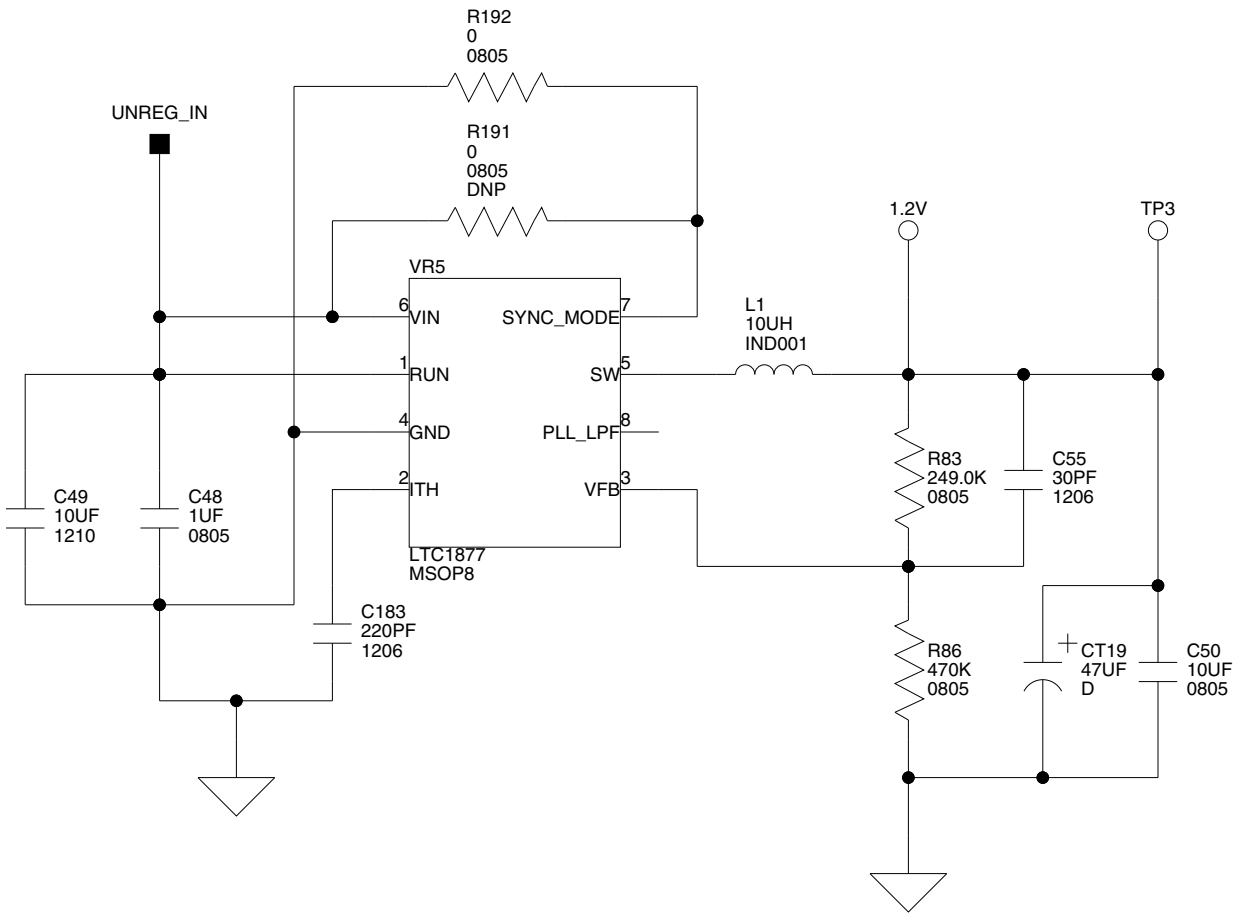 R192
0
0805
UNREG_IN
R191
0
0805
DNP
1.2V
TP3
VR5
6
VIN
SYNC_MODE
7
1
RUN
SW
5
4
GND
PLL_LPF
8
2
ITH
VFB
3
LTC1877
MSOP8
L1
10UH
IND001
C49
10UF
1210
C48
1UF
0805
C183
220PF
1206
R83
249.0K
0805
C55
30PF
1206
R86
470K
0805
+
CT19
47UF
D
C50
10UF
0805